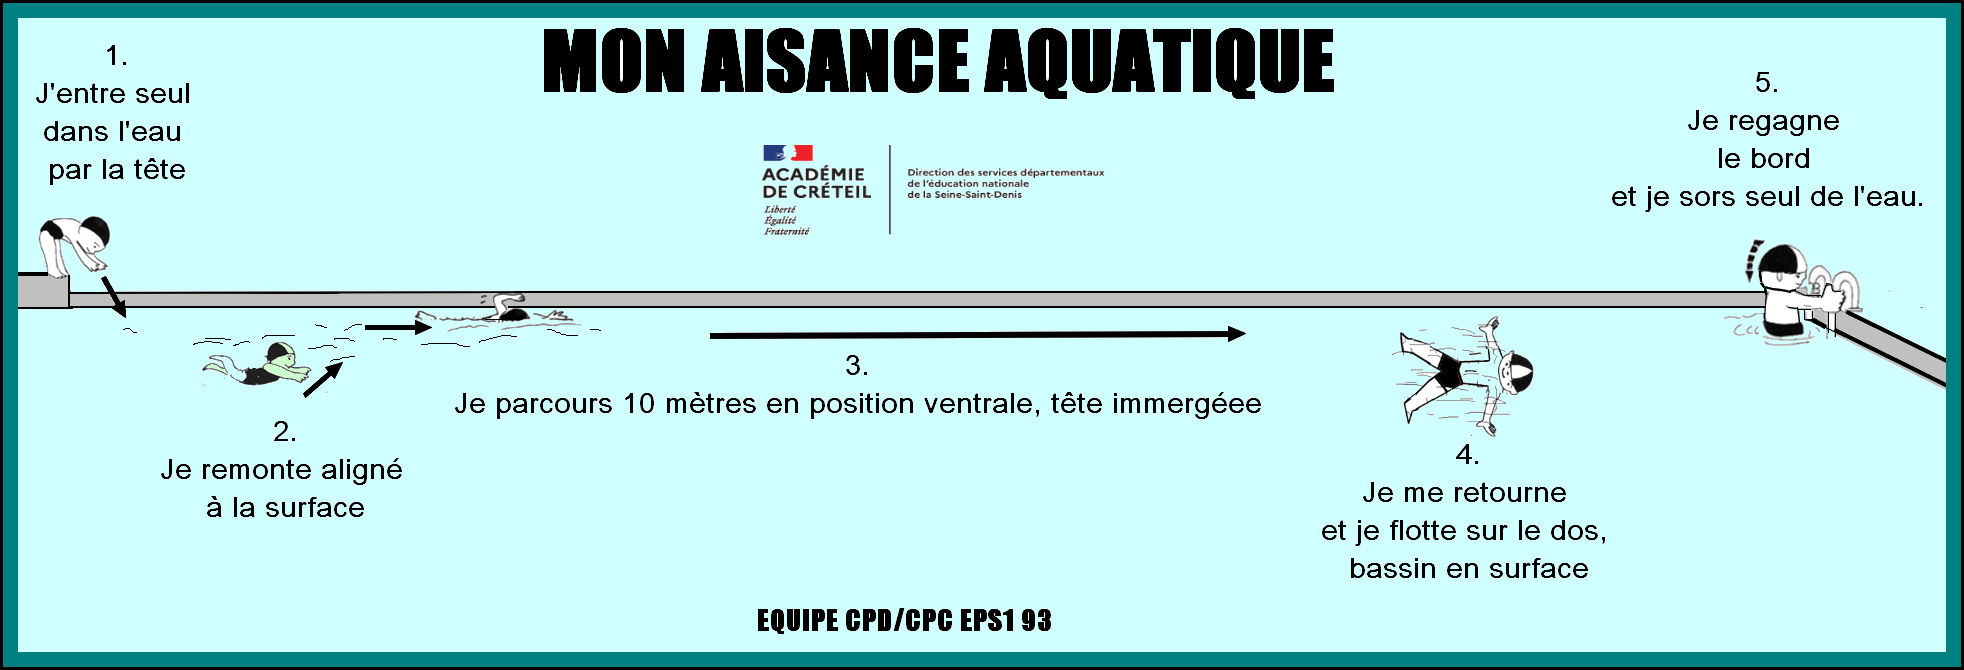 MON AISANCE AQUATIQUE
1.
J'entre seul
dans l'eau
par la tête
5.
Je regagne
le bord
et je sors seul de l'eau.
ACADÉMIE
DE CRÉTEIL
Liberté
Égalité
Fraternité
Direction des services départementaux
de l'éducation nationale
de la Seine-Saint-Denis
3.
Je parcours 10 mètres en position ventrale, tête immergéee
2.
Je remonte aligné
à la surface
4.
Je me retourne
et je flotte sur le dos,
bassin en surface
EQUIPE CPD/CPC EPS1 93